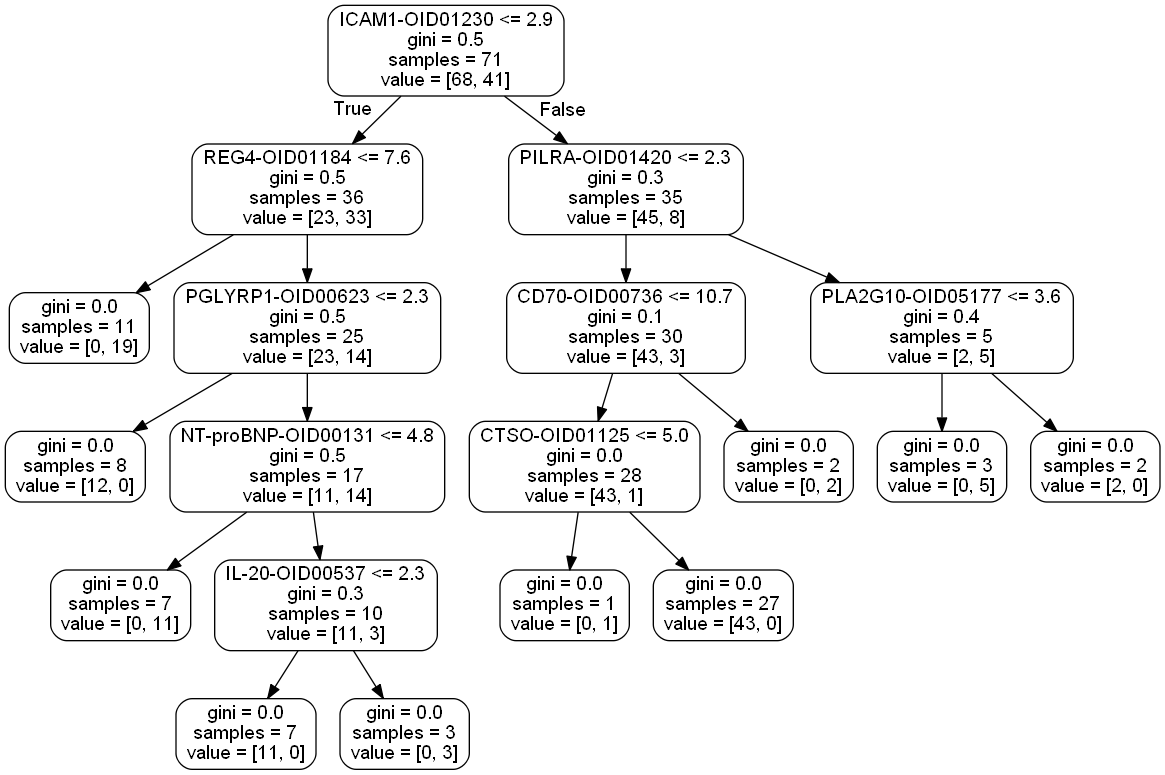 ICAM1-OID01230 <= 2.9
gini = 0.5
samples = 71
value = [68, 41]
True
False
REG4-OID01184 <= 7.6
gini = 0.5
samples = 36
value = [23, 33]
PILRA-OID01420 <= 2.3
gini = 0.3
samples = 35
value = [45, 8]
gini = 0.0
samples = 11
value = [0, 19]
PGLYRP1-OID00623 <= 2.3
gini = 0.5
samples = 25
value = [23, 14]
CD70-OID00736 <= 10.7
gini = 0.1
samples = 30
value = [43, 3]
PLA2G10-OID05177 <= 3.6
gini = 0.4
samples = 5
value = [2, 5]
gini = 0.0
samples = 8
value = [12, 0]
NT-proBNP-OID00131 <= 4.8
gini = 0.5
samples = 17
value = [11, 14]
CTSO-OID01125 <= 5.0
gini = 0.0
samples = 28
value = [43, 1]
gini = 0.0
samples = 2
value = [0, 2]
gini = 0.0
samples = 3
value = [0, 5]
gini = 0.0
samples = 2
value = [2, 0]
gini = 0.0
samples = 7
value = [0, 11]
IL-20-OID00537 <= 2.3
gini = 0.3
samples = 10
value = [11, 3]
gini = 0.0
samples = 1
value = [0, 1]
gini = 0.0
samples = 27
value = [43, 0]
gini = 0.0
samples = 7
value = [11, 0]
gini = 0.0
samples = 3
value = [0, 3]